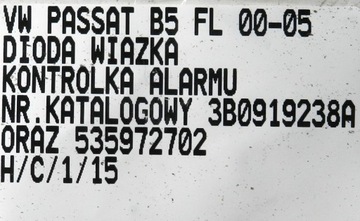 VW PASSAT B5 FL 00-05
DIODA WIAZKA
KONTROLKA ALARMU
NR.KATALOGOWY 3B0919238A
ORAZ 535972702
H/C/1/15